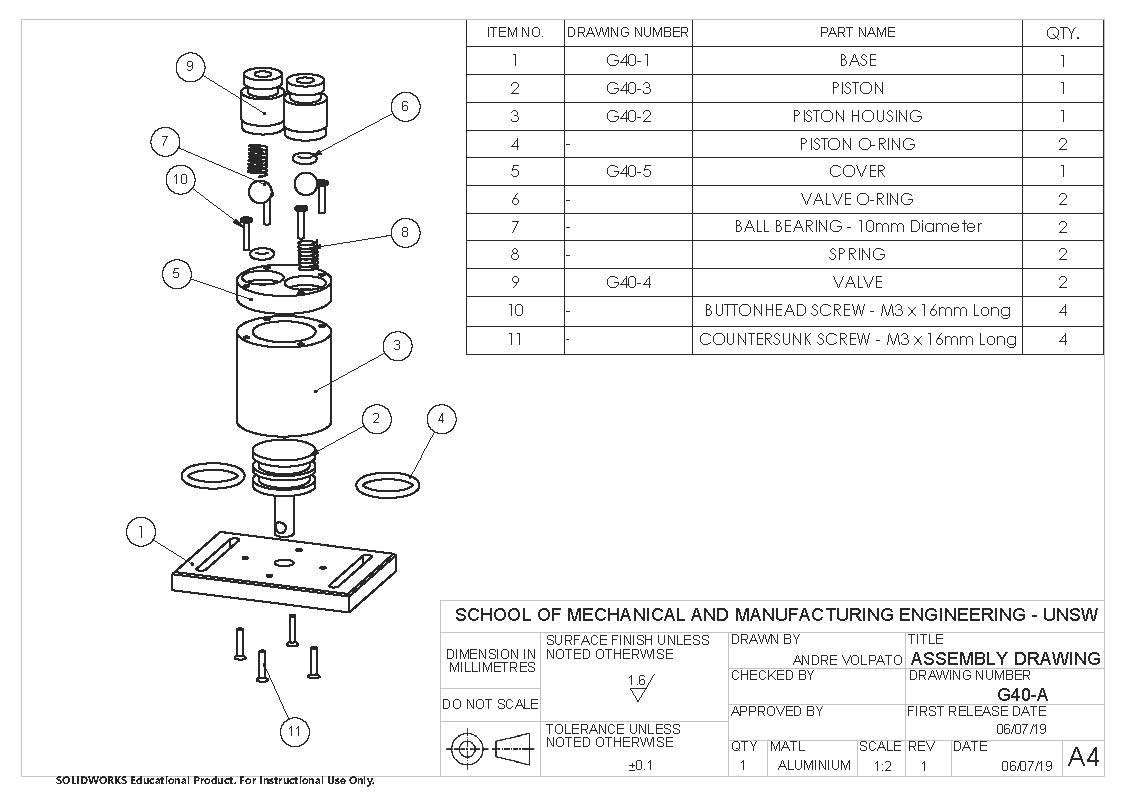 ITEM NO. DRAWING NUMBER PART NAME QTY.
1 G40-1 BASE 1
2 G40-3 PISTON 1
3 G40-2 PISTON HOUSING 1
4 - PISTON O-RING 2
5 G40-5 COVER 1
6 - VALVE O-RING 2
7 - BALL BEARING - 10mm Diameter 2
8 - SPRING 2
9 G40-4 VALVE 2
10 - BUTTONHEAD SCREW - M3 x 16mm Long 4
11 - COUNTERSUNK SCREW - M3 x 16mm Long 4
9
6
7
10
8
5
3
2
4
1
11
SCHOOL OF MECHANICAL AND MANUFACTURING ENGINEERING - UNSW
DIMENSION IN
MILLIMETRES
DO NOT SCALE
SURFACE FINISH UNLESS
NOTED OTHERWISE
1.6
TOLERANCE UNLESS
NOTED OTHERWISE
±0.1
DRAWN BY
ANDRE VOLPATO
CHECKED BY
APPROVED BY
TITLE
ASSEMBLY DRAWING
DRAWING NUMBER
G40-A
FIRST RELEASE DATE
06/07/19
QTY
1
MATL
ALUMINIUM
SCALE
1:2
REV
1
DATE
06/07/19
A4
SOLIDWORKS Educational Product. For Instructional Use Only.